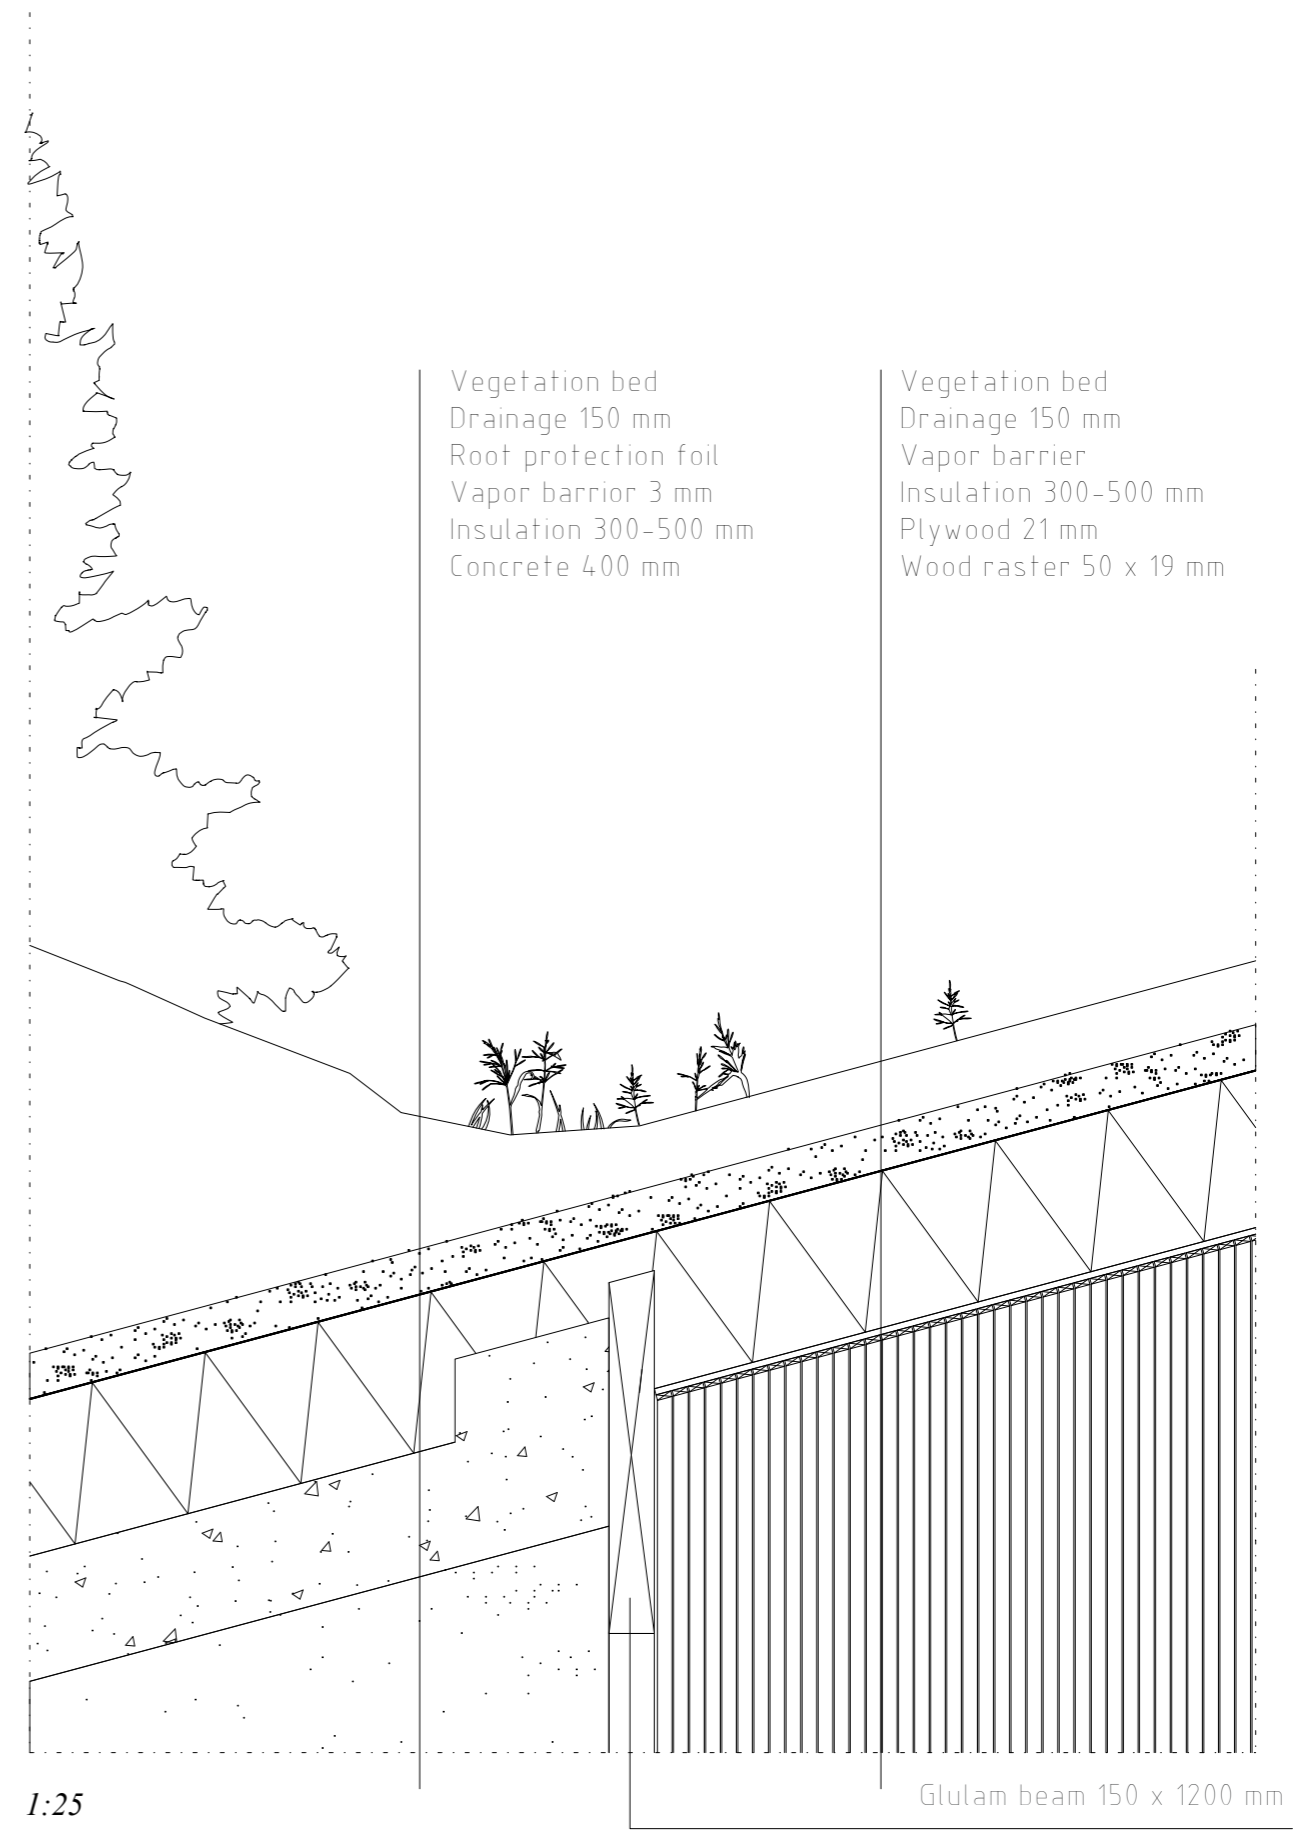 Vegetation bed
Drainage 150 mm
Root protection foil
Vapor barrior 3 mm
Insulation 300-500 mm
Concrete 400 mm
Vegetation bed
Drainage 150 mm
Vapor barrier
Insulation 300-500 mm
Plywood 21 mm
Wood raster 50 x 19 mm
Glulam beam 150 x 1200 mm
1:25